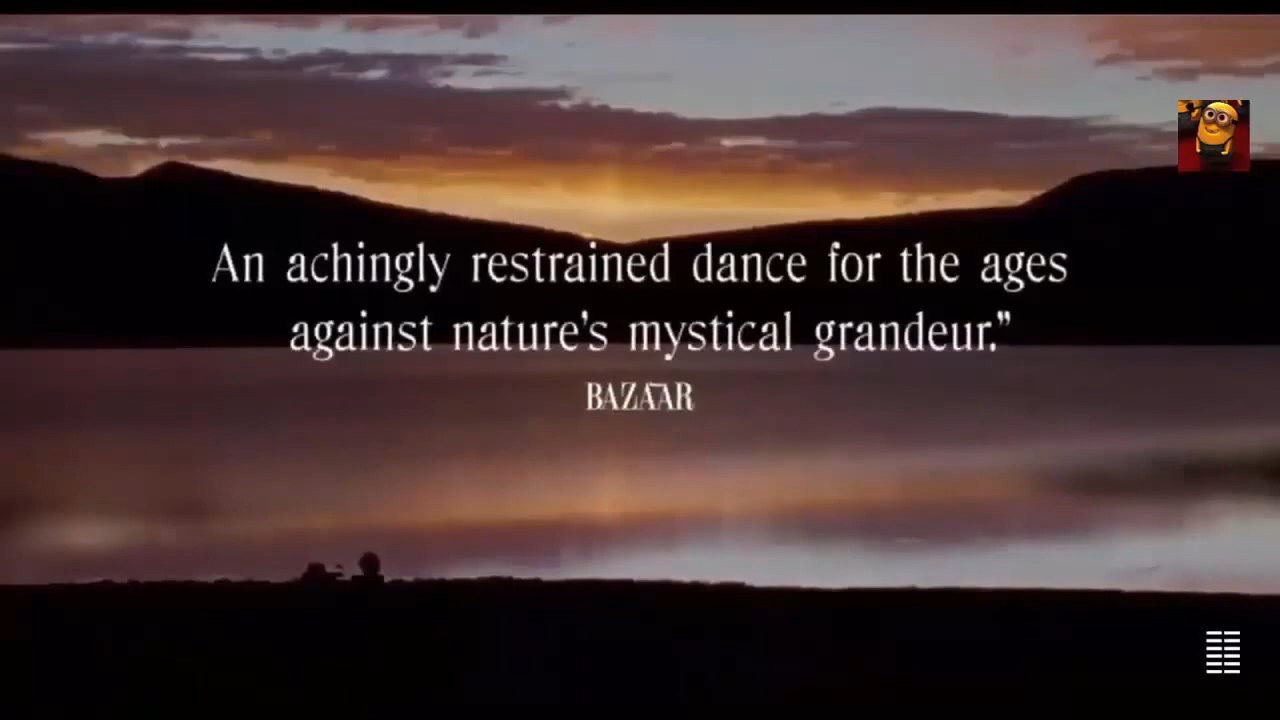 An achingly restrained dance for the ages
against nature's mystical grandeur.”
BAZAAR